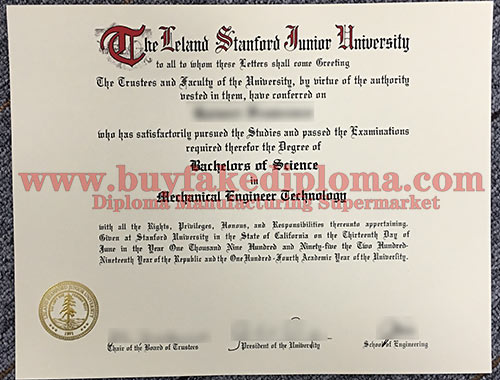 The Leland Stanford Junior University
to all to whom these Letters shall come Greeting
The Trustees and Faculty of the University, by virtue of the authority
vested in them, have conferred on
who has satisfactorily pursued the Studies and passed the Examinations
required therefor the Degree of
Bachelors of Science
in
www.buyfakediploma.com
Mechanical Engineer Technology
Diploma Manufacturing Supermarket
with all the Rights, Privileges, Honors, and Responsibilities thereunto appertaining.
Given at Stanford University in the State of California on the Thirteenth Day of
June in the Year One Thousand Nine Hundred and Ninety-five the Two Hundred-
Nineteenth Year of the Republic and the One Hundred-Fourth Academic Year of the University.
Chair of the Board of Trustees
President of the University
School of Engineering